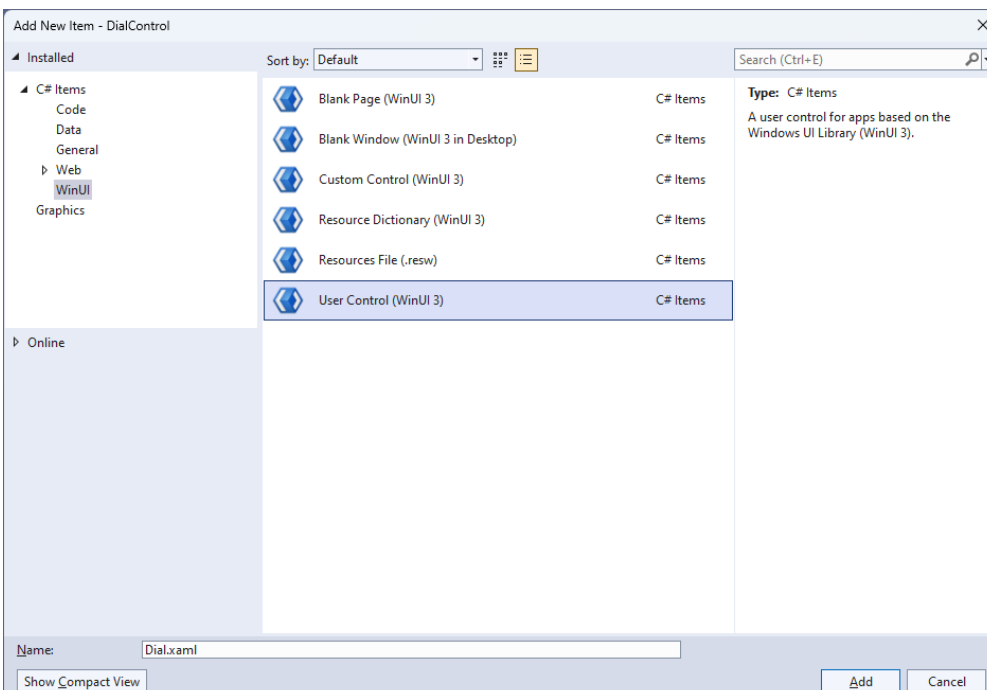 Add New Item - DialControl
Installed
Sort by: Default
Search (Ctrl+E)
C# Items
Code
Data
General
Web
WinUI
Graphics
Online
Blank Page (WinUI 3) C# Items
Blank Window (WinUI 3 in Desktop) C# Items
Custom Control (WinUI 3) C# Items
Resource Dictionary (WinUI 3) C# Items
Resources File (.resw) C# Items
User Control (WinUI 3) C# Items
Type: C# Items
A user control for apps based on the
Windows UI Library (WinUI 3).
Name: Dial.xaml
Show Compact View
Add Cancel